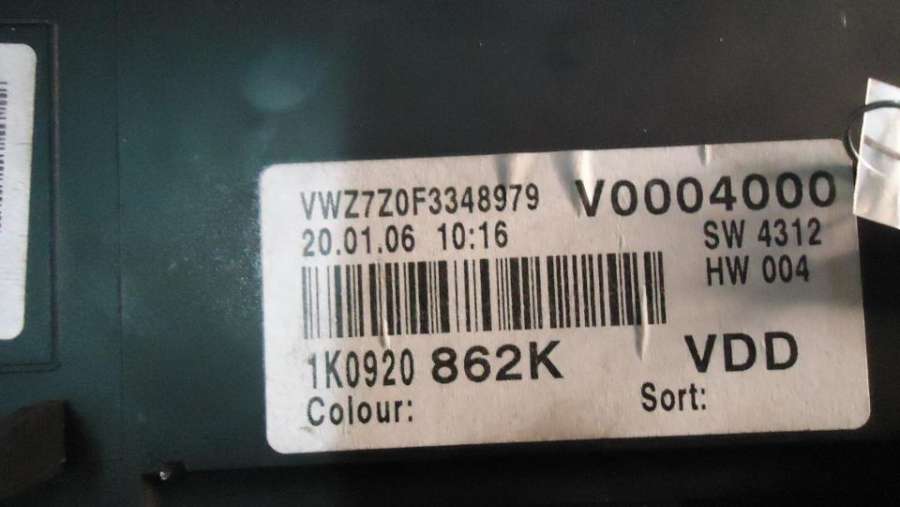 VWZ7Z0F3348979 V0004000
20.01.06 10:16 SW 4312
HW 004
1K0920 862K VDD
Colour: Sort: